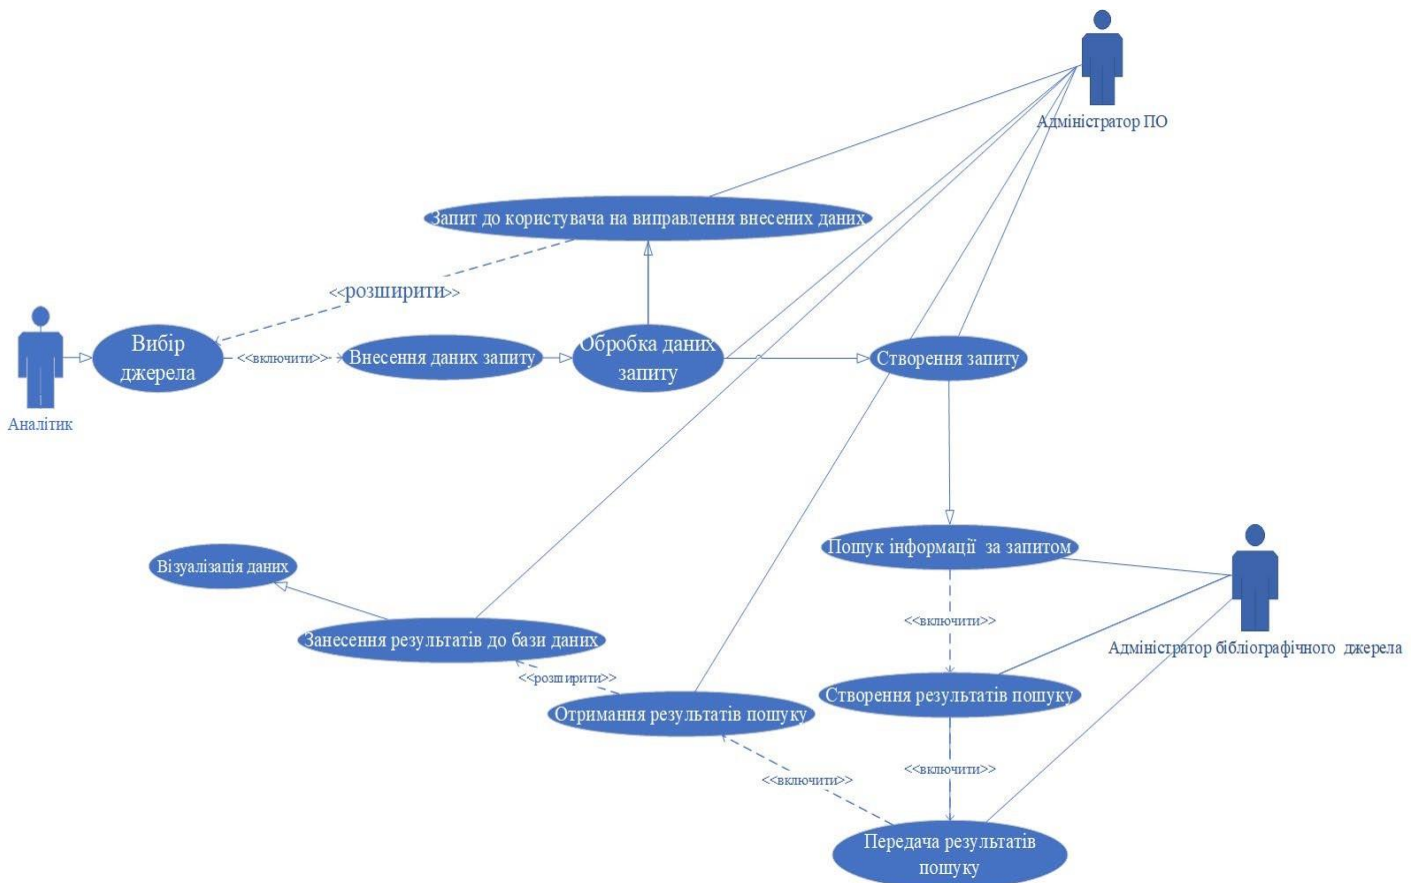 Адміністратор ПО
Запит до користувача на виправлення внесених даних
<<розширити>>
Вибір
джерела
<<включити>>
Внесення даних запиту
Обробка даних
запиту
Створення запиту
Аналітик
Пошук інформації за запитом
Візуалізація даних
<<включити>>
Занесення результатів до бази даних
Адміністратор бібліографічного джерела
<<розширити>>
Створення результатів пошуку
Отримання результатів пошуку
<<включити>>
<<включити>>
Передача результатів
пошуку